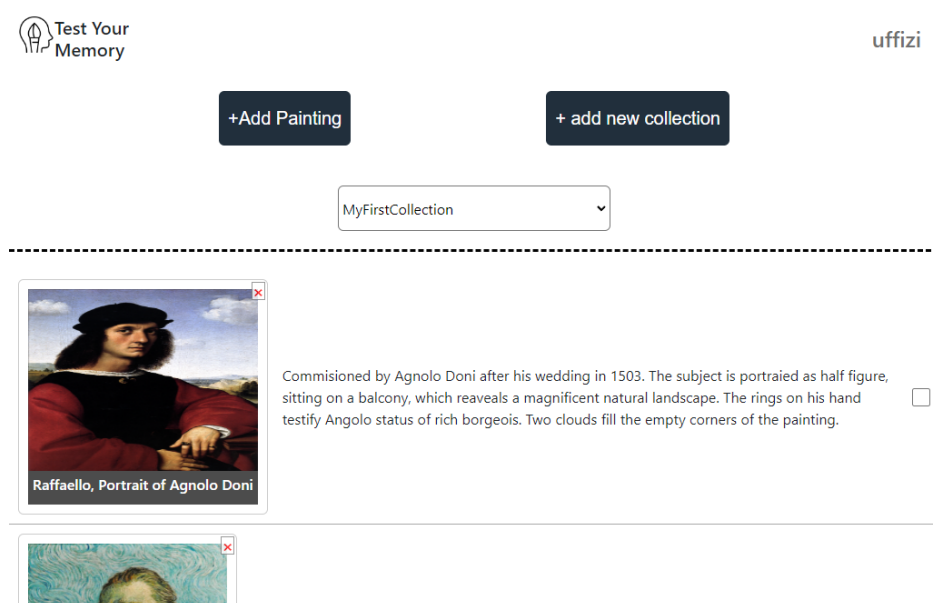 Test Your
Memory
uffizi
+Add Painting
+ add new collection
MyFirstCollection
Commisioned by Agnolo Doni after his wedding in 1503. The subject is portraied as half figure,
sitting on a balcony, which reaveals a magnificent natural landscape. The rings on his hand
testify Angolo status of rich borgeois. Two clouds fill the empty corners of the painting.
Raffaello, Portrait of Agnolo Doni